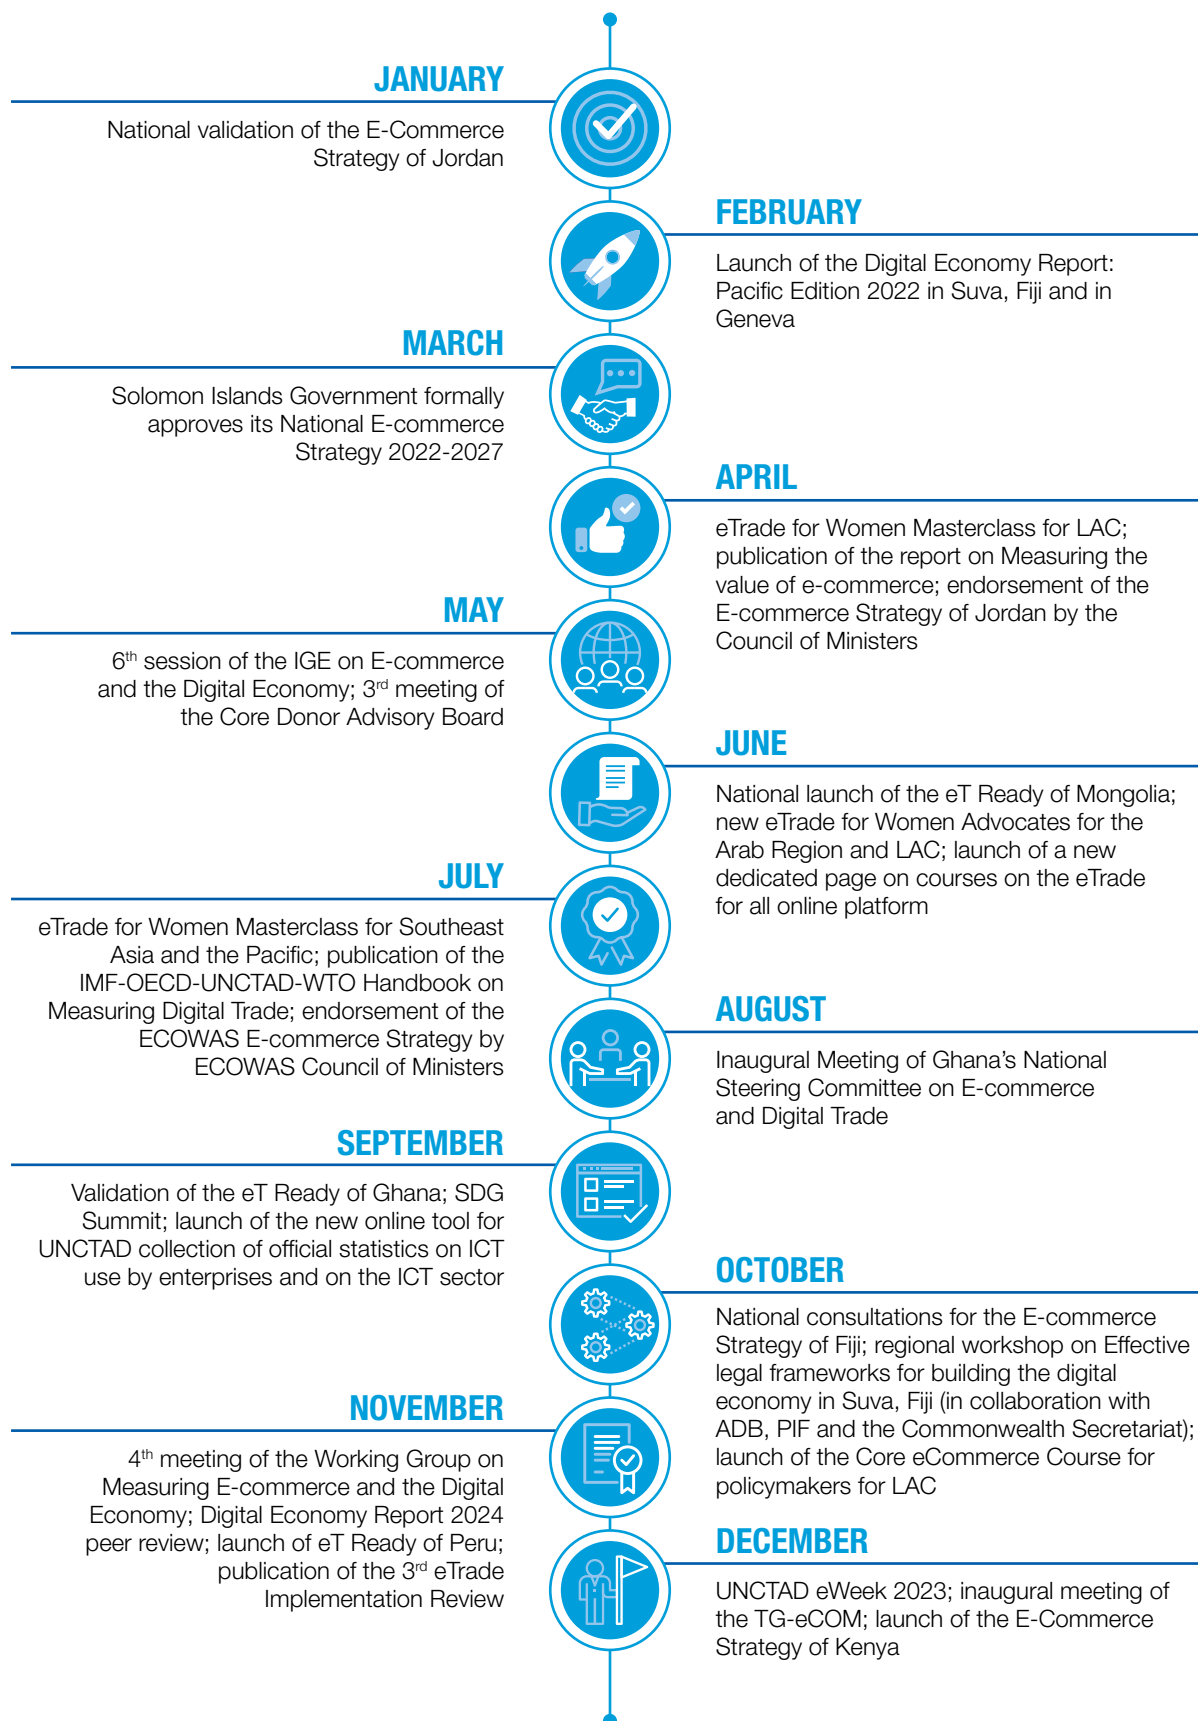 JANUARY
National validation of the E-Commerce
Strategy of Jordan
FEBRUARY
Launch of the Digital Economy Report:
Pacific Edition 2022 in Suva, Fiji and in
Geneva
MARCH
Solomon Islands Government formally
approves its National E-commerce
Strategy 2022-2027
APRIL
eTrade for Women Masterclass for LAC;
publication of the report on Measuring the
value of e-commerce; endorsement of the
E-commerce Strategy of Jordan by the
Council of Ministers
MAY
6th session of the IGE on E-commerce
and the Digital Economy; 3rd meeting of
the Core Donor Advisory Board
JUNE
National launch of the eT Ready of Mongolia;
new eTrade for Women Advocates for the
Arab Region and LAC; launch of a new
dedicated page on courses on the eTrade
for all online platform
JULY
eTrade for Women Masterclass for Southeast
Asia and the Pacific; publication of the
IMF-OECD-UNCTAD-WTO Handbook on
Measuring Digital Trade; endorsement of the
ECOWAS E-commerce Strategy by
ECOWAS Council of Ministers
AUGUST
Inaugural Meeting of Ghana's National
Steering Committee on E-commerce
and Digital Trade
SEPTEMBER
Validation of the eT Ready of Ghana; SDG
Summit; launch of the new online tool for
UNCTAD collection of official statistics on ICT
use by enterprises and on the ICT sector
OCTOBER
National consultations for the E-commerce
Strategy of Fiji; regional workshop on Effective
legal frameworks for building the digital
economy in Suva, Fiji (in collaboration with
ADB, PIF and the Commonwealth Secretariat);
launch of the Core eCommerce Course for
policymakers for LAC
NOVEMBER
4th meeting of the Working Group on
Measuring E-commerce and the Digital
Economy; Digital Economy Report 2024
peer review; launch of eT Ready of Peru;
publication of the 3rd eTrade
Implementation Review
DECEMBER
UNCTAD eWeek 2023; inaugural meeting of
the TG-eCOM; launch of the E-Commerce
Strategy of Kenya